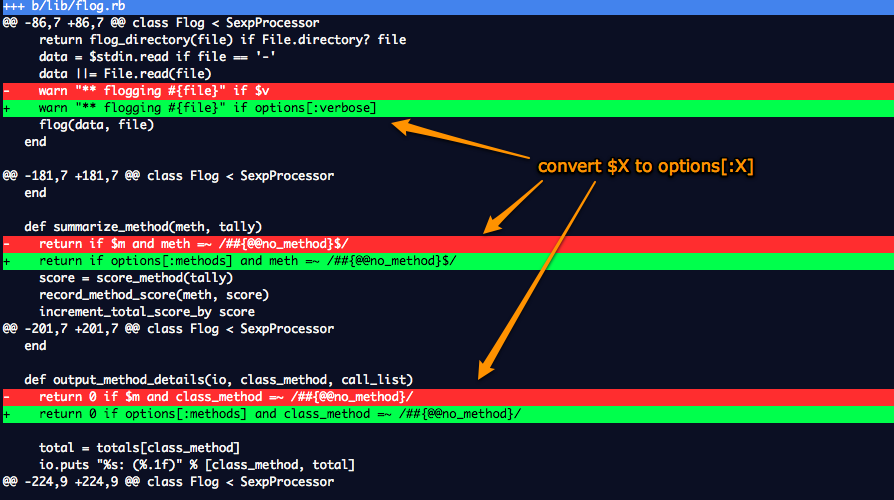 +++ b/lib/flog.rb
@@ -86,7 +86,7 @@ class Flog < SexpProcessor
     return flog_directory(file) if File.directory? file
     data = $stdin.read if file == '-'
     data ||= File.read(file)
-    warn "** flogging #{file}" if $v
+    warn "** flogging #{file}" if options[:verbose]
     flog(data, file)
   end
convert $X to options[:X]
@@ -181,7 +181,7 @@ class Flog < SexpProcessor
   end
   def summarize_method(meth, tally)
-    return if $m and meth =~ /##{@@no_method}$/
+    return if options[:methods] and meth =~ /##{@@no_method}$/
     score = score_method(tally)
     record_method_score(meth, score)
     increment_total_score_by score
@@ -201,7 +201,7 @@ class Flog < SexpProcessor
   end
   def output_method_details(io, class_method, call_list)
-    return 0 if $m and class_method =~ /##{@@no_method}/
+    return 0 if options[:methods] and class_method =~ /##{@@no_method}/
     total = totals[class_method]
     io.puts "%s: (%.1f)" % [class_method, total]
@@ -224,9 +224,9 @@ class Flog < SexpProcessor